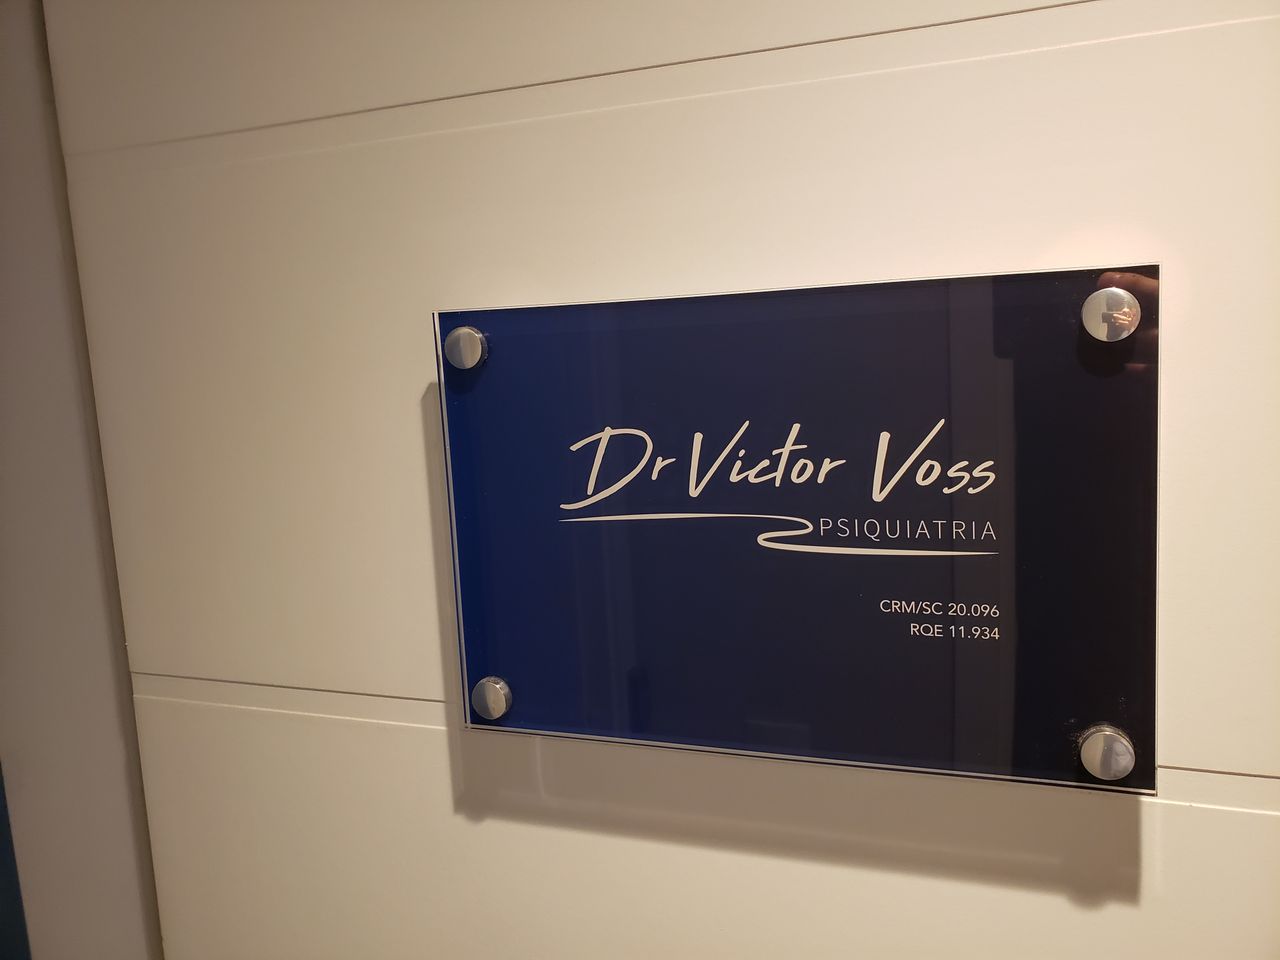 Dr Victor Voss
PSIQUIATRIA
CRM/SC 20.096
RQE 11.934